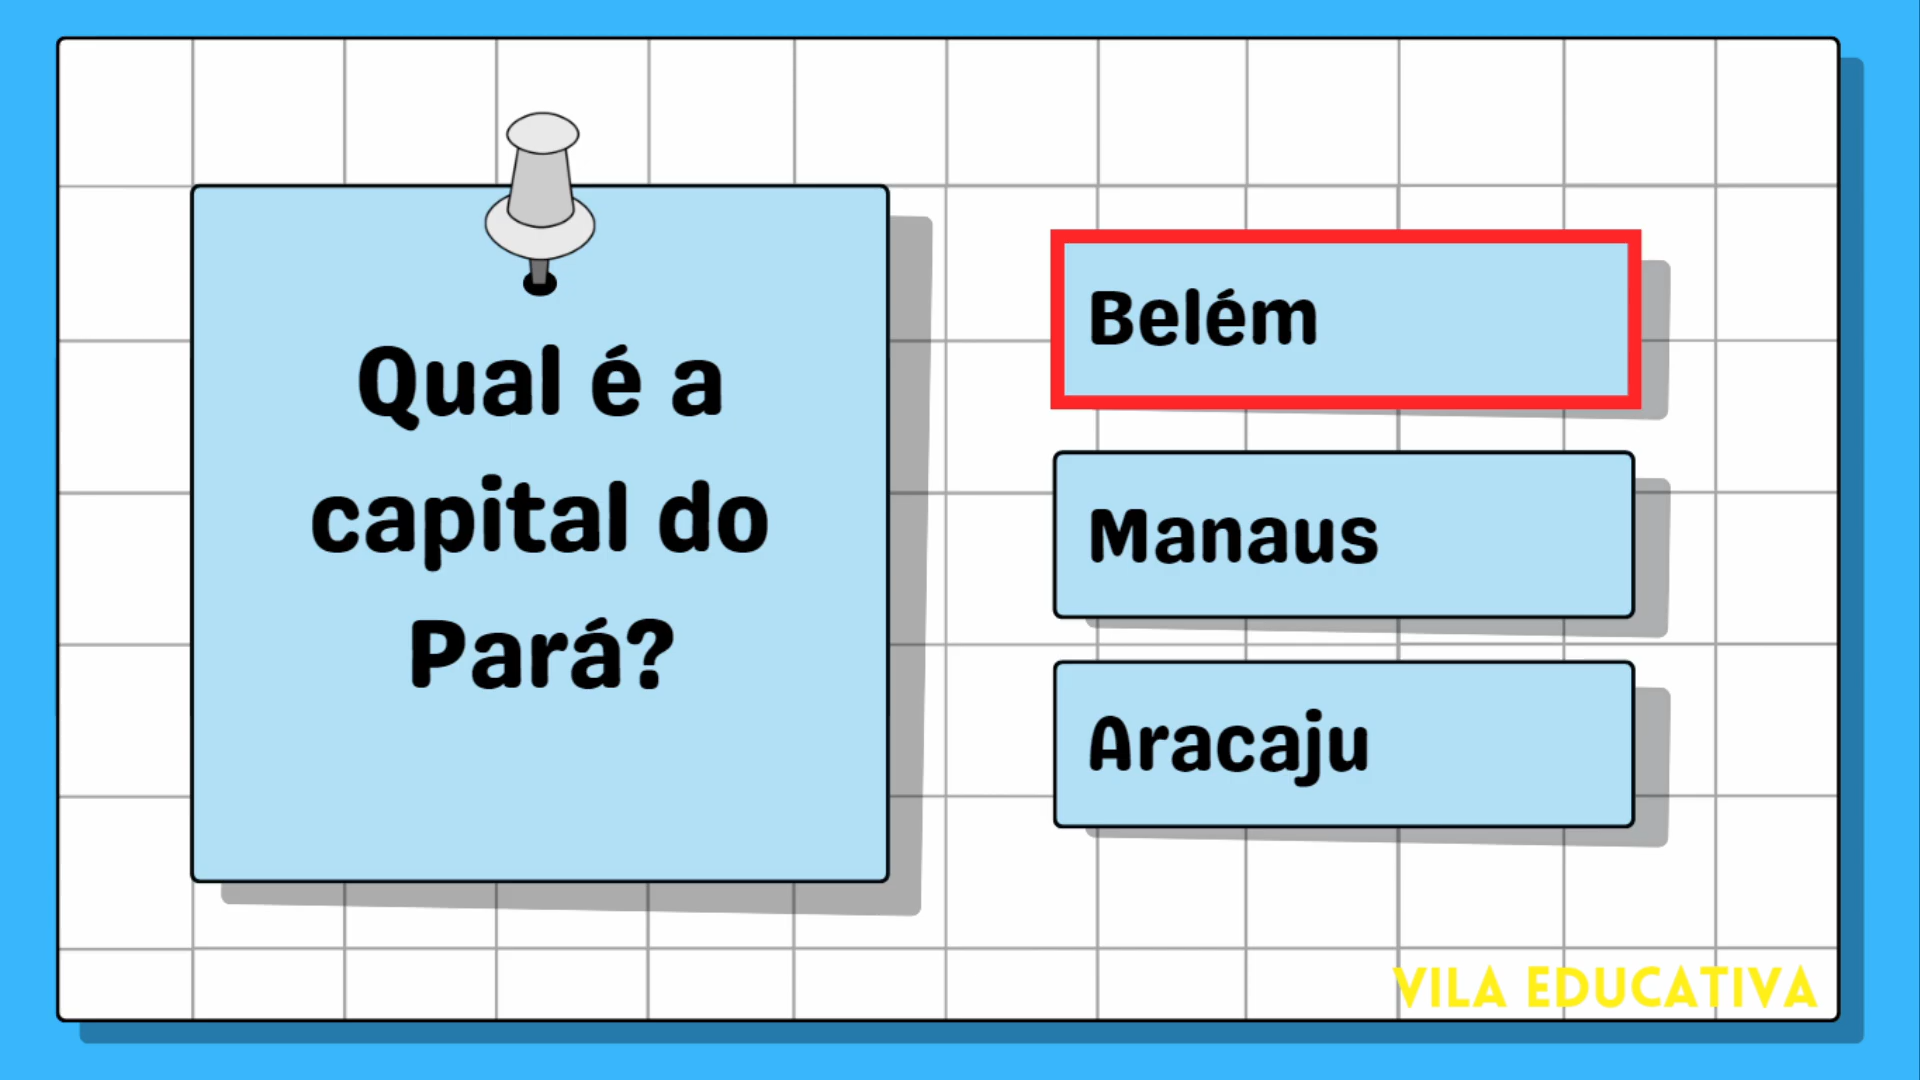 Qual é a
capital do
Pará?
Belém
Manaus
Aracaju
VILA EDUCATIVA